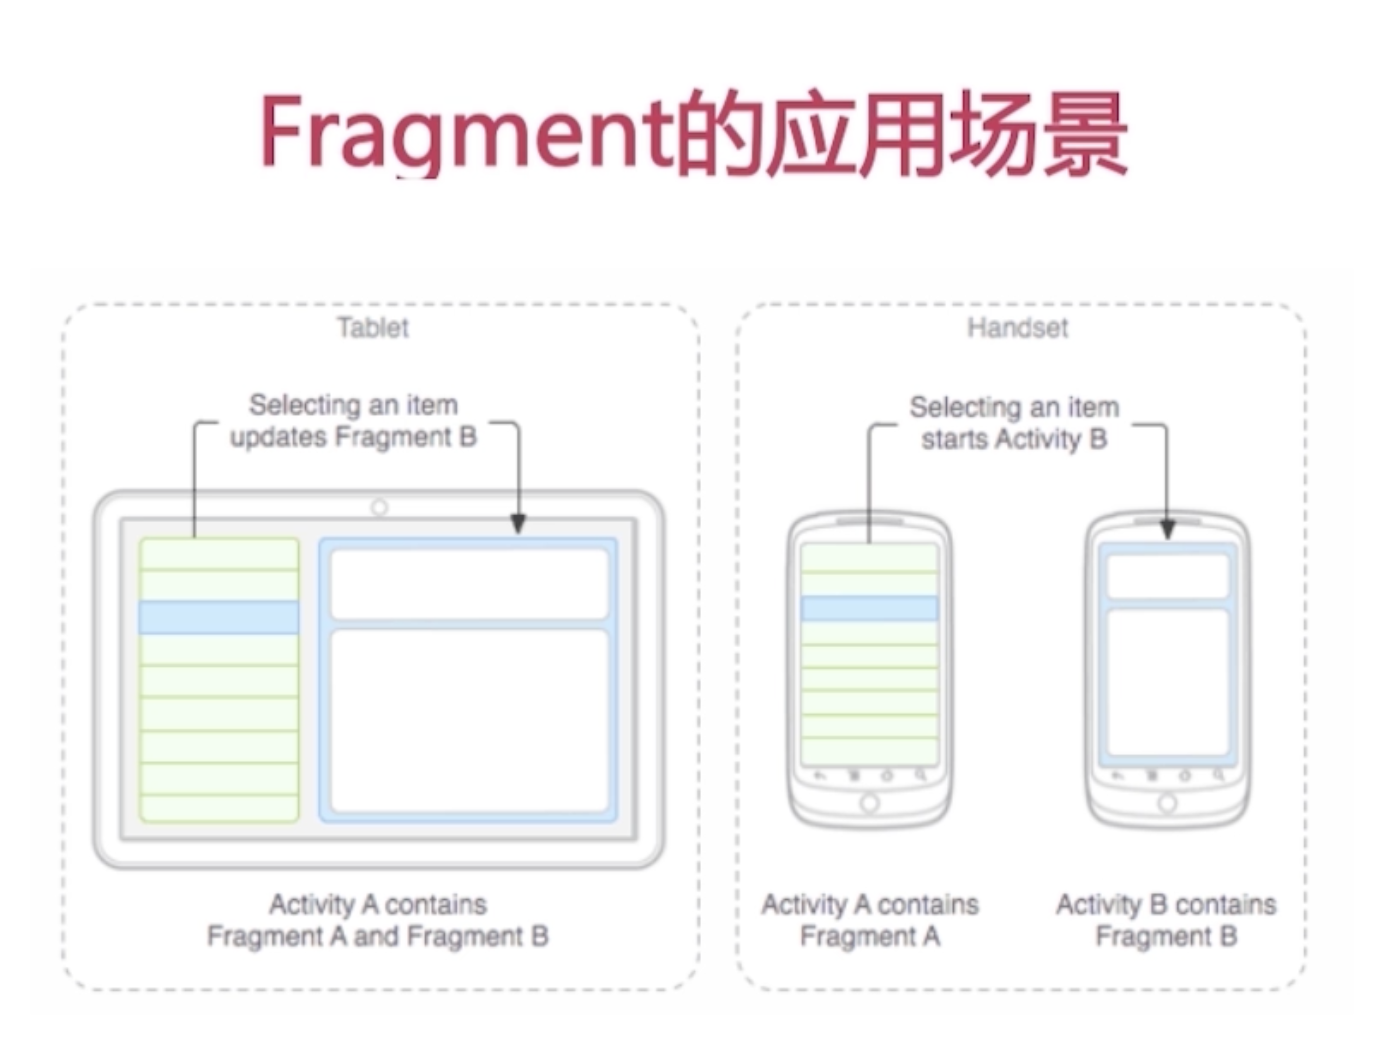 Fragment的应用场景
Tablet
Selecting an item
updates Fragment B
Activity A contains
Fragment A and Fragment B
Handset
Selecting an item
starts Activity B
Activity A contains
Fragment A
Activity B contains
Fragment B